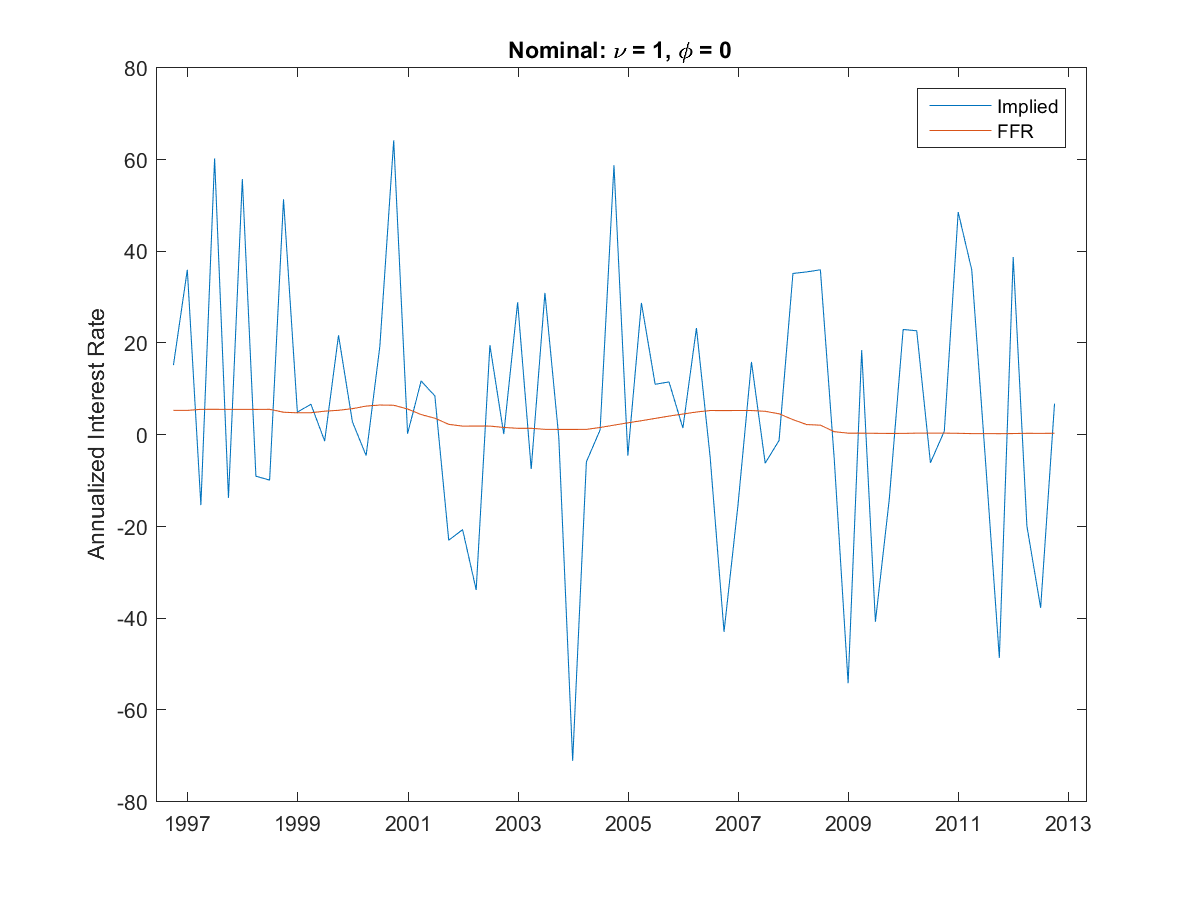 Nominal: ν = 1, ϕ = 0
Implied
FFR
Annualized Interest Rate
80
60
40
20
0
-20
-40
-60
-80
1997 1999 2001 2003 2005 2007 2009 2011 2013